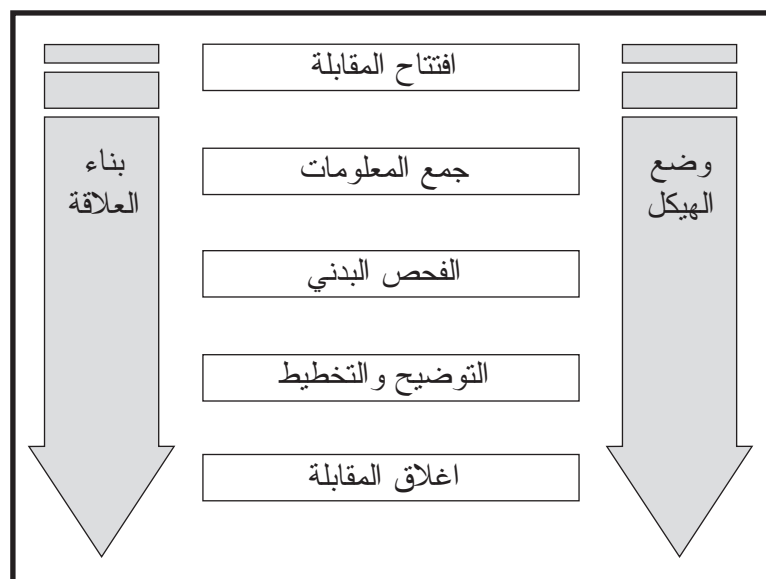 افتتاح المقابلة
وضع
الهيكل
جمع المعلومات
بناء
العلاقة
الفحص البدني
التوضيح والتخطيط
اغلاق المقابلة